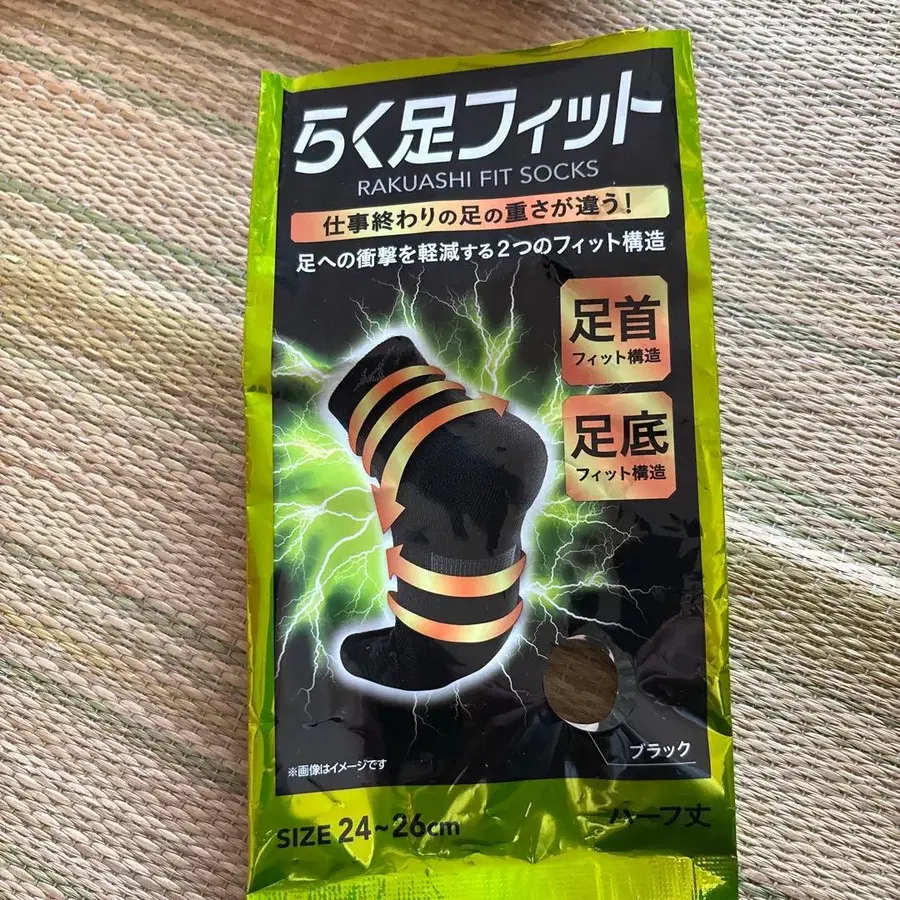 らく足フィット
RAKUASHI FIT SOCKS
仕事終わりの足の重さが違う!
足への衝撃を軽減する2つのフィット構造
足首
フィット構造
足底
フィット構造
ブラック
※画像はイメージです
SIZE 24~26cm
ハーフ丈